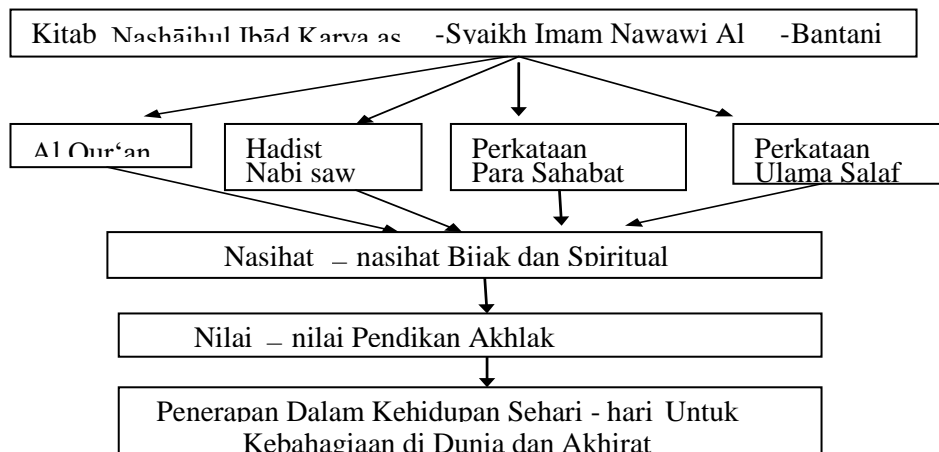 Kitab Nashāihul Ibād Karya as -Syaikh Imam Nawawi Al -Bantani
Al Qur‘an
Hadist
Nabi saw
Perkataan
Para Sahabat
Perkataan
Ulama Salaf
Nasihat – nasihat Bijak dan Spiritual
Nilai – nilai Pendikan Akhlak
Penerapan Dalam Kehidupan Sehari - hari Untuk
Kebahagiaan di Dunia dan Akhirat